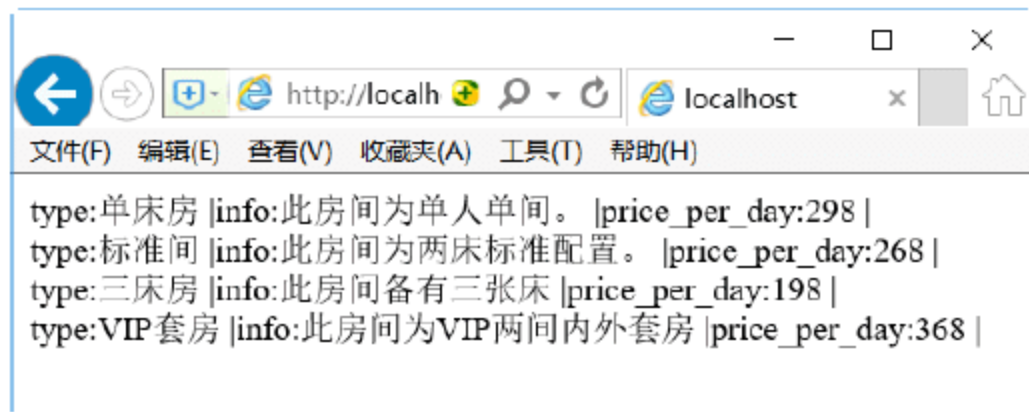 http://localh
localhost
文件(F) 编辑(E) 查看(V) 收藏夹(A) 工具(T) 帮助(H)
type:单床房 |info:此房间为单人单间。 |price_per_day:298 |
type:标准间 |info:此房间为两床标准配置。 |price_per_day:268 |
type:三床房 |info:此房间备有三张床 |price_per_day:198 |
type:VIP套房 |info:此房间为VIP两间内外套房 |price_per_day:368 |